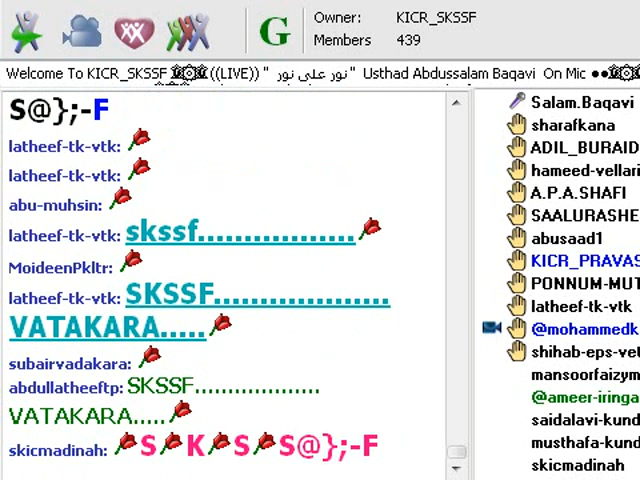 G
Owner: KICR_SKSSF
Members 439
Welcome To KICR_SKSSF ((LIVE)) " نور على نور " Usthad Abdussalam Baqavi On Mic ●●
S@};-F
latheef-tk-vtk:
latheef-tk-vtk:
abu-muhsin:
latheef-tk-vtk: skssf.................
MoideenPkltr:
latheef-tk-vtk: SKSSF....................
VATAKARA.....
subairvadakara:
abdullatheeftp: SKSSF....................
VATAKARA.....
skicmadinah: S K S S@};-F
Salam.Baqavi
sharafkana
ADIL_BURAID
hameed-vellari
A.P.A.SHAFI
SAALURASHE
abusaad1
KICR_PRAVAS
PONNUM-MUT
latheef-tk-vtk
@mohammedk
shihab-eps-vet
mansoorfaizym
@ameer-iringa
saidalavi-kund
musthafa-kund
skicmadinah